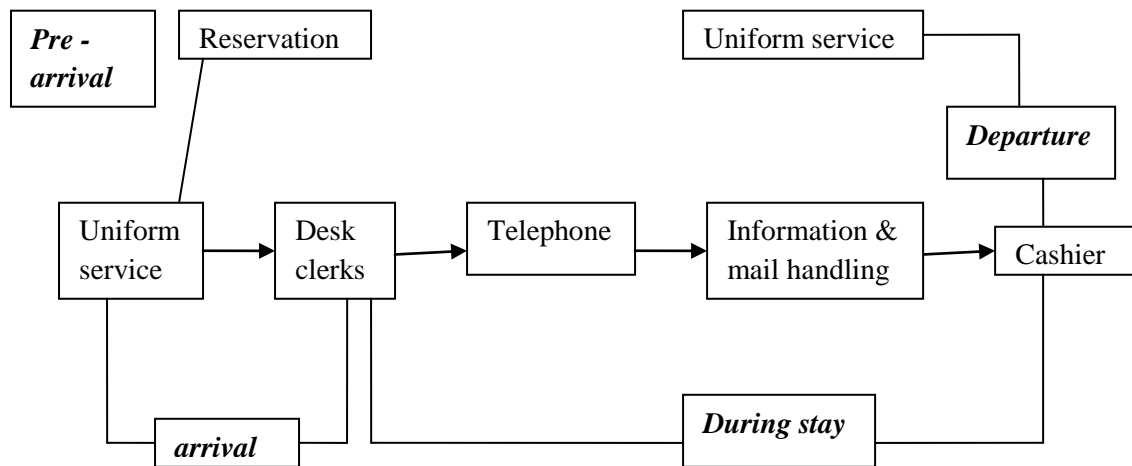 Pre -
arrival
Reservation
Uniform service
Departure
Uniform
service
Desk
clerks
Telephone
Information &
mail handling
Cashier
arrival
During stay